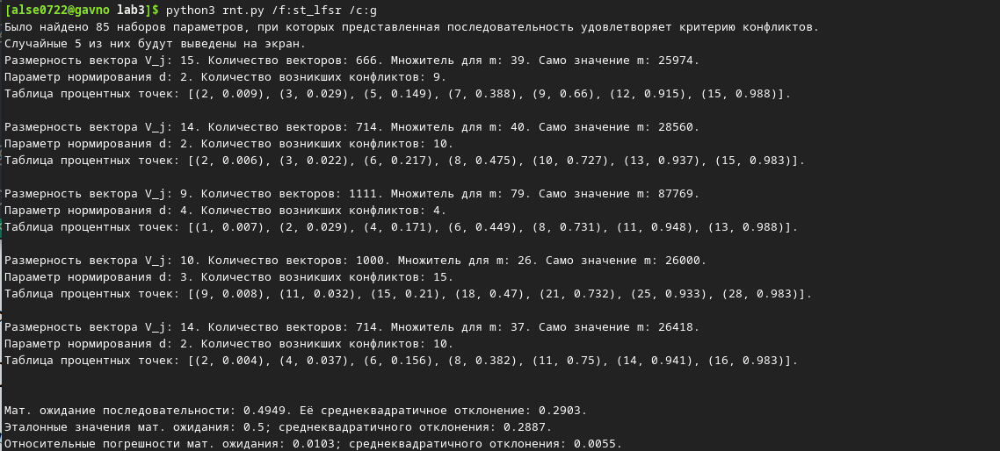 [alse0722@gavno lab3]$ python3 rnt.py /f:st_lfsr /c:g
Было найдено 85 наборов параметров, при которых представленная последовательность удовлетворяет критерию конфликтов.
Случайные 5 из них будут выведены на экран.
Размерность вектора V_j: 15. Количество векторов: 666. Множитель для m: 39. Само значение m: 25974.
Параметр нормирования d: 2. Количество возникших конфликтов: 9.
Таблица процентных точек: [(2, 0.009), (3, 0.029), (5, 0.149), (7, 0.388), (9, 0.66), (12, 0.915), (15, 0.988)].
Размерность вектора V_j: 14. Количество векторов: 714. Множитель для m: 40. Само значение m: 28560.
Параметр нормирования d: 2. Количество возникших конфликтов: 10.
Таблица процентных точек: [(2, 0.006), (3, 0.022), (6, 0.217), (8, 0.475), (10, 0.727), (13, 0.937), (15, 0.983)].
Размерность вектора V_j: 9. Количество векторов: 1111. Множитель для m: 79. Само значение m: 87769.
Параметр нормирования d: 4. Количество возникших конфликтов: 4.
Таблица процентных точек: [(1, 0.007), (2, 0.029), (4, 0.171), (6, 0.449), (8, 0.731), (11, 0.948), (13, 0.988)].
Размерность вектора V_j: 10. Количество векторов: 1000. Множитель для m: 26. Само значение m: 26000.
Параметр нормирования d: 3. Количество возникших конфликтов: 15.
Таблица процентных точек: [(9, 0.008), (11, 0.032), (15, 0.21), (18, 0.47), (21, 0.732), (25, 0.933), (28, 0.983)].
Размерность вектора V_j: 14. Количество векторов: 714. Множитель для m: 37. Само значение m: 26418.
Параметр нормирования d: 2. Количество возникших конфликтов: 10.
Таблица процентных точек: [(2, 0.004), (4, 0.037), (6, 0.156), (8, 0.382), (11, 0.75), (14, 0.941), (16, 0.983)].
Мат. ожидание последовательности: 0.4949. Её среднеквадратичное отклонение: 0.2903.
Эталонные значения мат. ожидания: 0.5; среднеквадратичного отклонения: 0.2887.
Относительные погрешности мат. ожидания: 0.0103; среднеквадратичного отклонения: 0.0055.